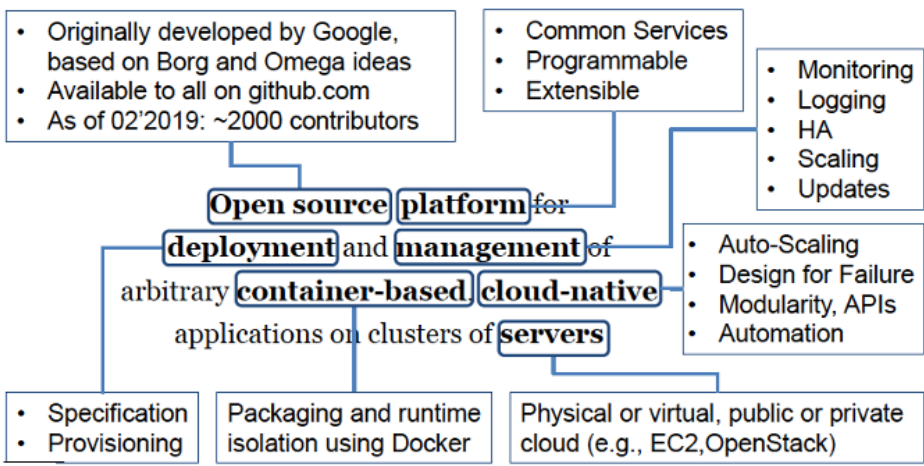 • Originally developed by Google,
based on Borg and Omega ideas
• Available to all on github.com
• As of 02’2019: ~2000 contributors
• Common Services
• Programmable
• Extensible
• Monitoring
• Logging
• HA
• Scaling
• Updates
Open source platform for
deployment and management of
arbitrary container-based, cloud-native
applications on clusters of servers
• Auto-Scaling
• Design for Failure
• Modularity, APIs
• Automation
• Specification
• Provisioning
Packaging and runtime
isolation using Docker
Physical or virtual, public or private
cloud (e.g., EC2,OpenStack)